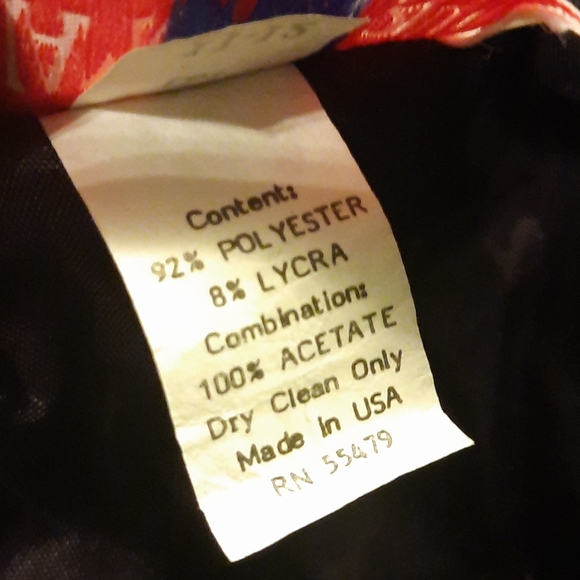 Content:
92% POLYESTER
8% LYCRA
Combination:
100% ACETATE
Dry Clean Only
Made in USA
RN 55479